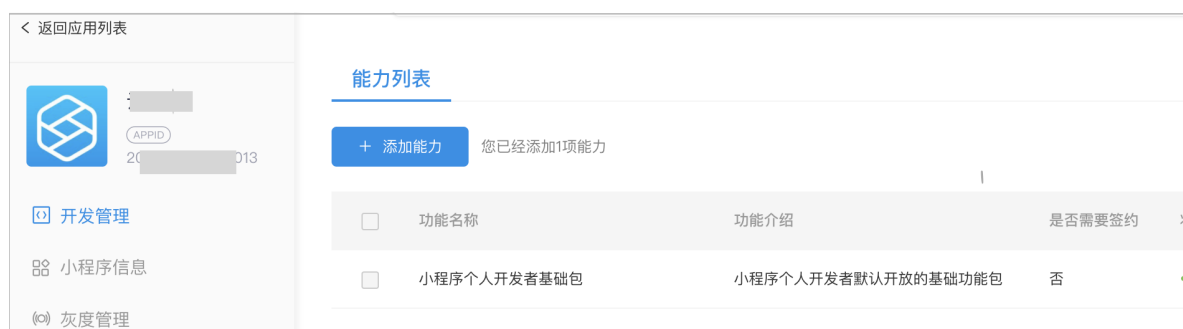 返回应用列表
APPID
20 013
开发管理
小程序信息
灰度管理
能力列表
+ 添加能力 您已经添加1项能力
功能名称 功能介绍 是否需要签约
小程序个人开发者基础包 小程序个人开发者默认开放的基础功能包 否